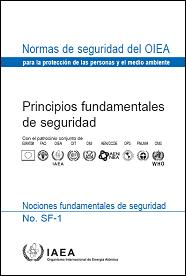 Normas de seguridad del OIEA
para la protección de las personas y el medio ambiente
Principios fundamentales
de seguridad
Con el patrocinio conjunto de
EURATOM FAO OIEA OIT OMI AEN/OCDE OPS PNUMA OMS
IAEA
WHO
Nociones fundamentales de seguridad
No. SF-1
IAEA
Organismo Internacional de Energía Atómica